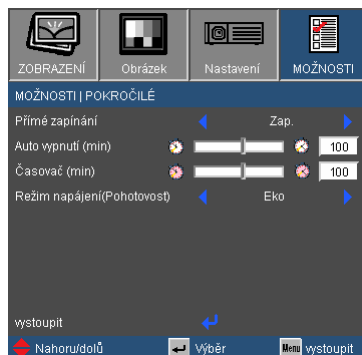 ZOBRAZENÍ Obrázek Nastavení MOŽNOSTI
MOŽNOSTI | POKROČILÉ
Přímé zapínání Zap.
Auto vypnutí (min) 100
Časovač (min) 100
Režim napájení(Pohotovost) Eko
vystoupit
Nahoru/dolů Výběr Menu vystoupit